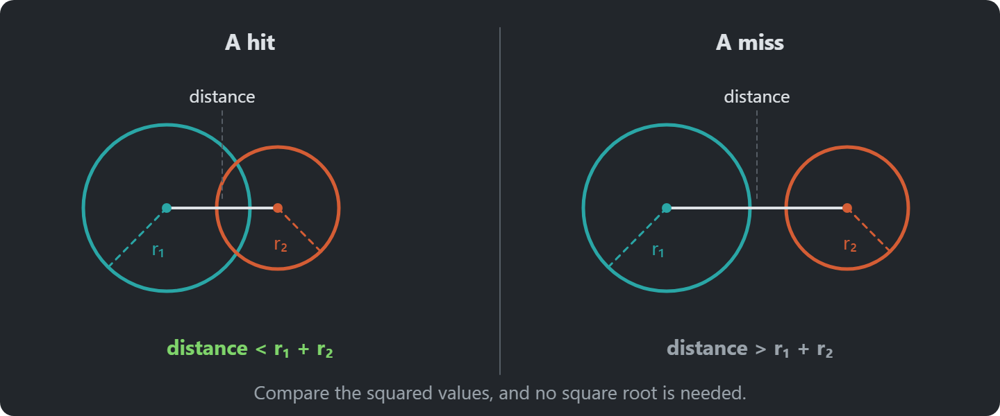 A hit
distance
r₁
r₂
distance < r₁ + r₂
A miss
distance
r₁
r₂
distance > r₁ + r₂
Compare the squared values, and no square root is needed.